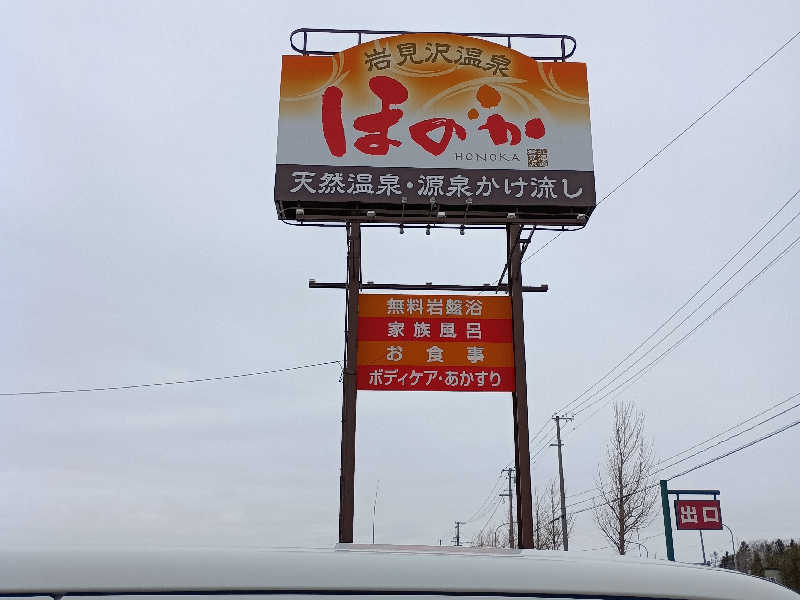 岩見沢温泉
ほのか
HONOKA
天然温泉・源泉かけ流し
無料岩盤浴
家族風呂
お食事
ボディケア・あかすり
出口